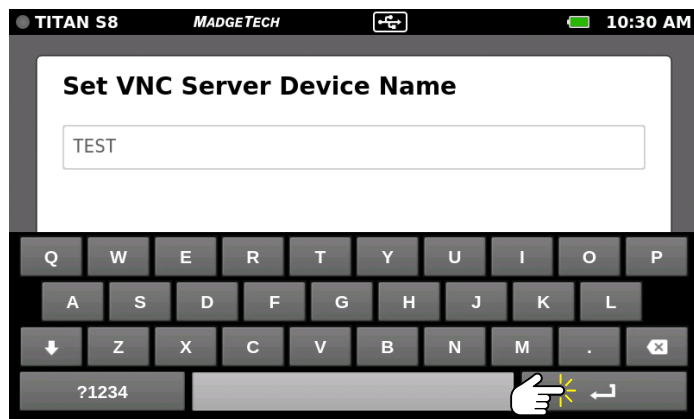 TITAN S8 MADGETECH 10:30 AM
Set VNC Server Device Name
TEST
Q W E R T Y U I O P
A S D F G H J K L
Z X C V B N M .
?1234